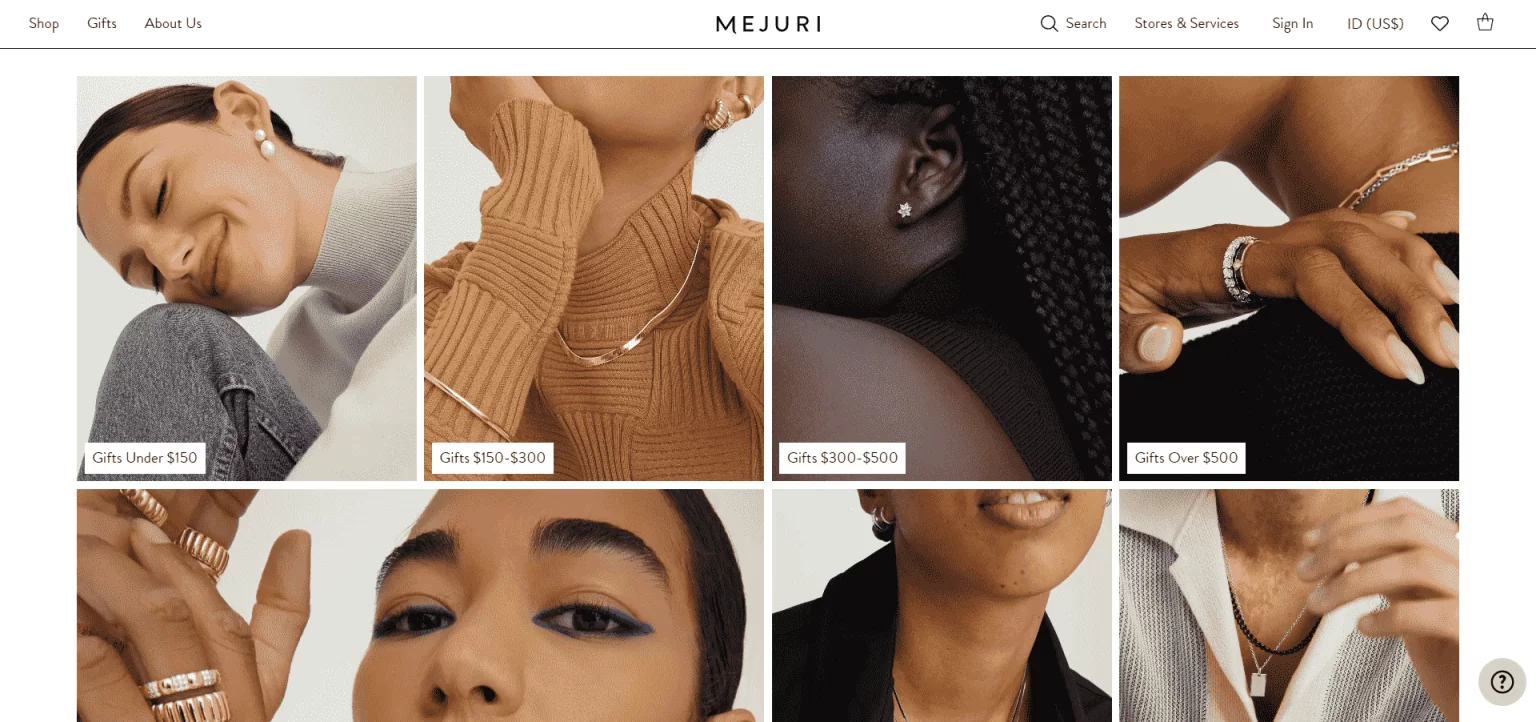 Shop
Gifts
About Us
MEJURI
Search
Stores & Services
Sign In
ID (US$)
Gifts Under $150
Gifts $150-$300
Gifts $300-$500
Gifts Over $500
?